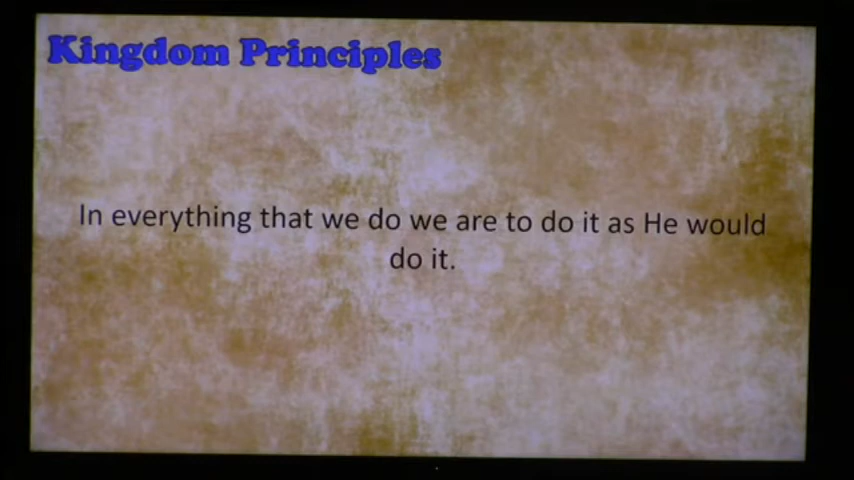 Kingdom Principles
In everything that we do we are to do it as He would
do it.